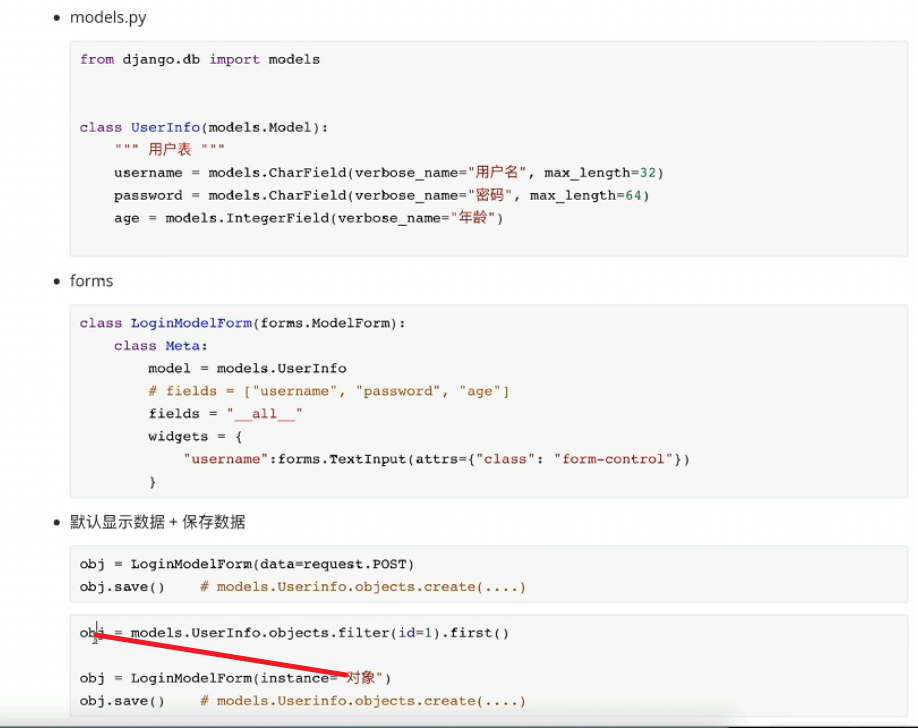 models.py
from django.db import models
class UserInfo(models.Model):
""" 用户表 """
username = models.CharField(verbose_name="用户名", max_length=32)
password = models.CharField(verbose_name="密码", max_length=64)
age = models.IntegerField(verbose_name="年龄")
forms
class LoginModelForm(forms.ModelForm):
class Meta:
model = models.UserInfo
# fields = ["username", "password", "age"]
fields = "__all__"
widgets = {
"username":forms.TextInput(attrs={"class": "form-control"})
}
默认显示数据 + 保存数据
obj = LoginModelForm(data=request.POST)
obj.save() # models.Userinfo.objects.create(....)
obj = models.UserInfo.objects.filter(id=1).first()
obj = LoginModelForm(instance="对象")
obj.save() # models.Userinfo.objects.create(....)